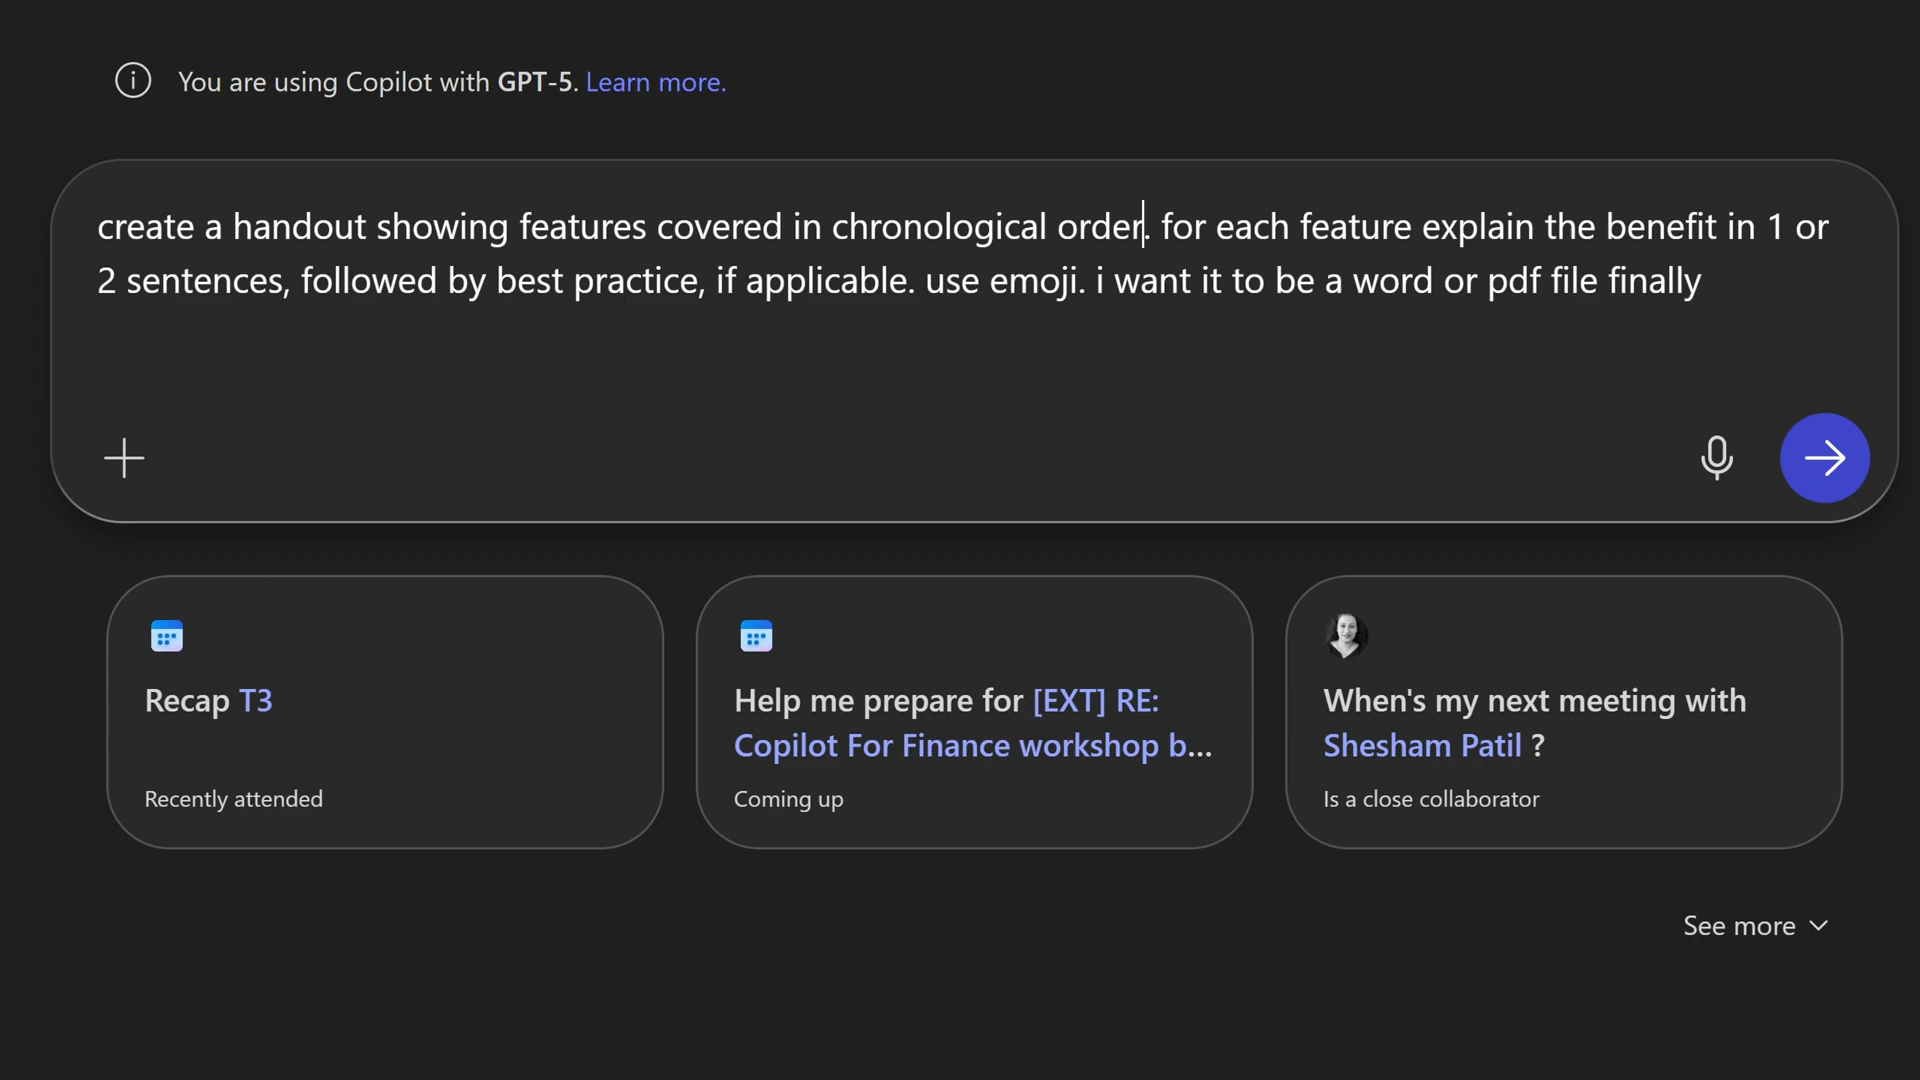 You are using Copilot with GPT-5. Learn more.
create a handout showing features covered in chronological order. for each feature explain the benefit in 1 or
2 sentences, followed by best practice, if applicable. use emoji. i want it to be a word or pdf file finally
Recap T3
Recently attended
Help me prepare for [EXT] RE:
Copilot For Finance workshop b...
Coming up
When's my next meeting with
Shesham Patil ?
Is a close collaborator
See more